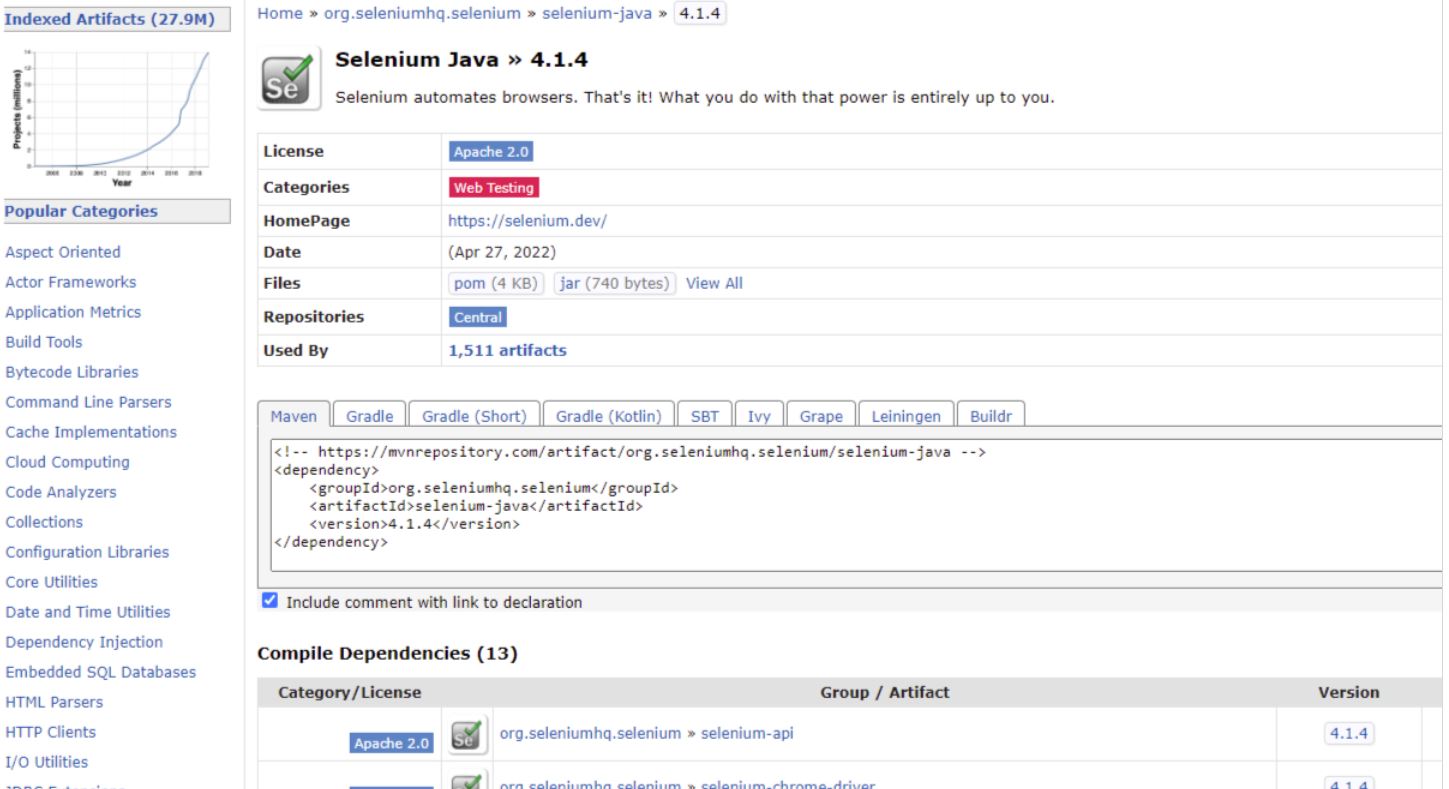 Indexed Artifacts (27.9M)
Projects (millions)
Year
Popular Categories
Aspect Oriented
Actor Frameworks
Application Metrics
Build Tools
Bytecode Libraries
Command Line Parsers
Cache Implementations
Cloud Computing
Code Analyzers
Collections
Configuration Libraries
Core Utilities
Date and Time Utilities
Dependency Injection
Embedded SQL Databases
HTML Parsers
HTTP Clients
I/O Utilities
Home » org.seleniumhq.selenium » selenium-java » 4.1.4
Se
Selenium Java » 4.1.4
Selenium automates browsers. That's it! What you do with that power is entirely up to you.
License Apache 2.0
Categories Web Testing
HomePage https://selenium.dev/
Date (Apr 27, 2022)
Files pom (4 KB) jar (740 bytes) View All
Repositories Central
Used By 1,511 artifacts
Maven Gradle Gradle (Short) Gradle (Kotlin) SBT Ivy Grape Leiningen Buildr
<!-- https://mvnrepository.com/artifact/org.seleniumhq.selenium/selenium-java -->
<dependency>
    <groupId>org.seleniumhq.selenium</groupId>
    <artifactId>selenium-java</artifactId>
    <version>4.1.4</version>
</dependency>
Include comment with link to declaration
Compile Dependencies (13)
Category/License Group / Artifact Version
Apache 2.0 Se org.seleniumhq.selenium » selenium-api 4.1.4
org.seleniumhq.selenium » selenium-chrome-driver 4.1.4